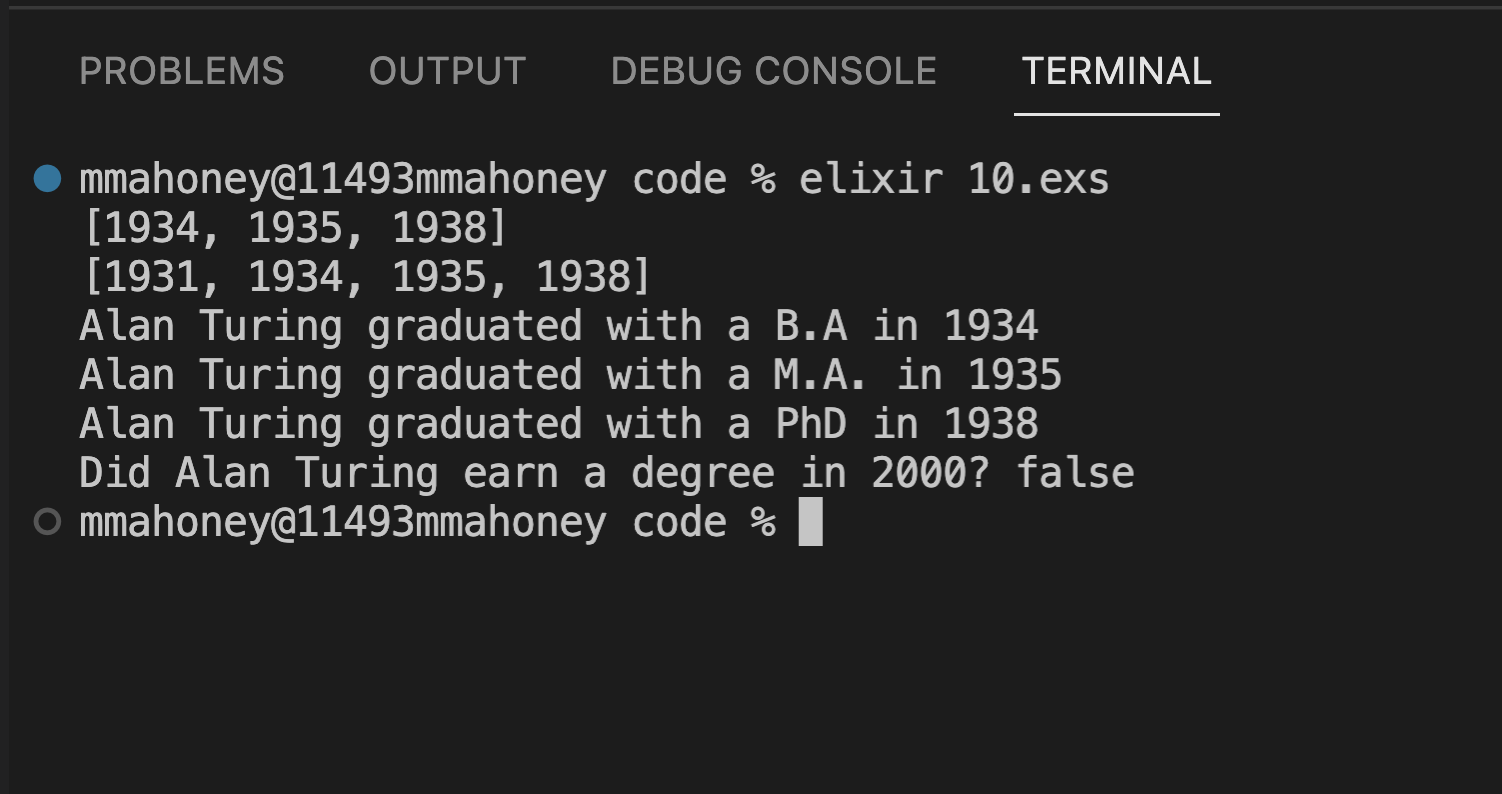 PROBLEMS OUTPUT DEBUG CONSOLE TERMINAL
mmahoney@11493mmahoney code % elixir 10.exs
[1934, 1935, 1938]
[1931, 1934, 1935, 1938]
Alan Turing graduated with a B.A in 1934
Alan Turing graduated with a M.A. in 1935
Alan Turing graduated with a PhD in 1938
Did Alan Turing earn a degree in 2000? false
mmahoney@11493mmahoney code %